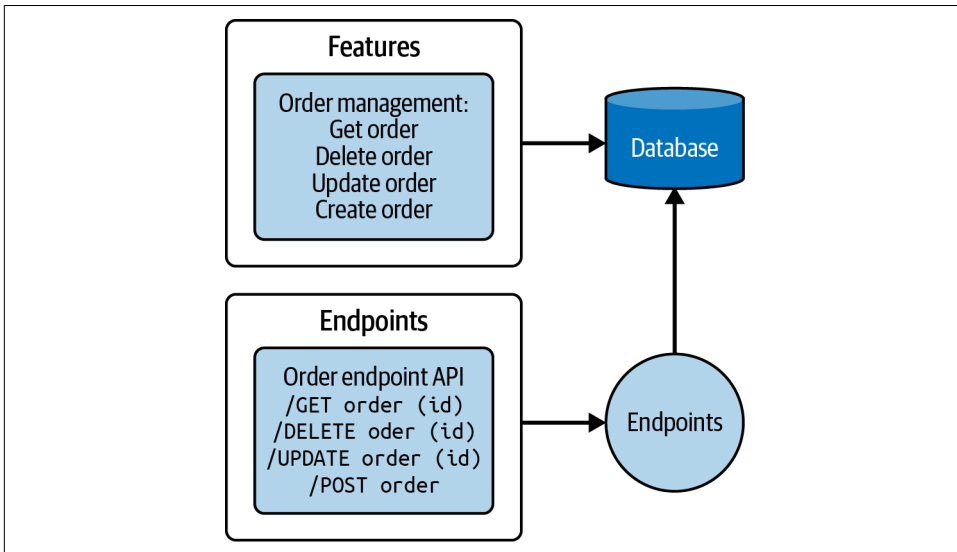 Features
Order management:
Get order
Delete order
Update order
Create order
Database
Endpoints
Order endpoint API
/GET order (id)
/DELETE oder (id)
/UPDATE order (id)
/POST order
Endpoints